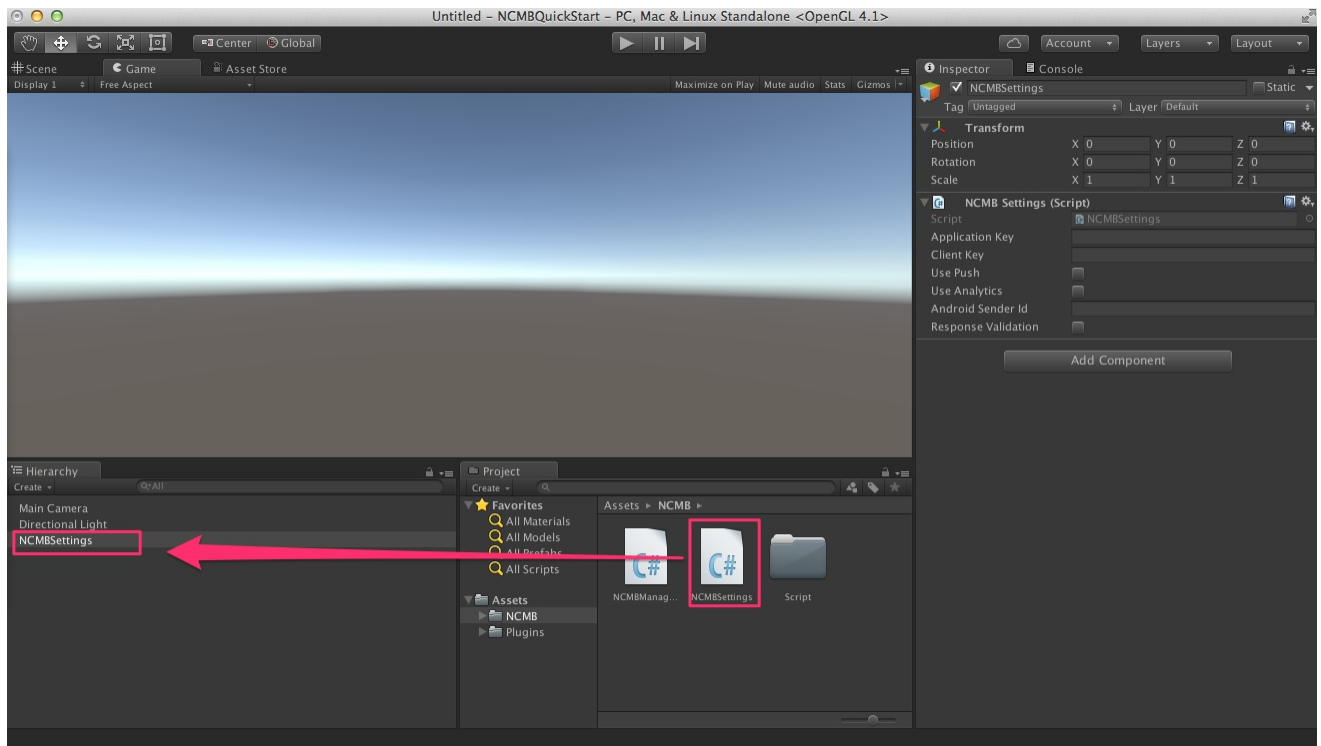 Untitled – NCMBQuickStart – PC, Mac & Linux Standalone <OpenGL 4.1>
Center Global Account Layers Layout
Scene Game Asset Store
Display 1 Free Aspect Maximize on Play Mute audio Stats Gizmos
Inspector Console
NCMBSettings Static
Tag Untagged Layer Default
Transform
Position X 0 Y 0 Z 0
Rotation X 0 Y 0 Z 0
Scale X 1 Y 1 Z 1
NCMB Settings (Script)
Script NCMBSettings
Application Key
Client Key
Use Push
Use Analytics
Android Sender Id
Response Validation
Add Component
Hierarchy
Create All
Main Camera
Directional Light
NCMBSettings
Project
Create
Favorites
All Materials
All Models
All Prefabs
All Scripts
Assets
NCMB
Plugins
Assets NCMB
C# C#
NCMBManag... NCMBSettings Script